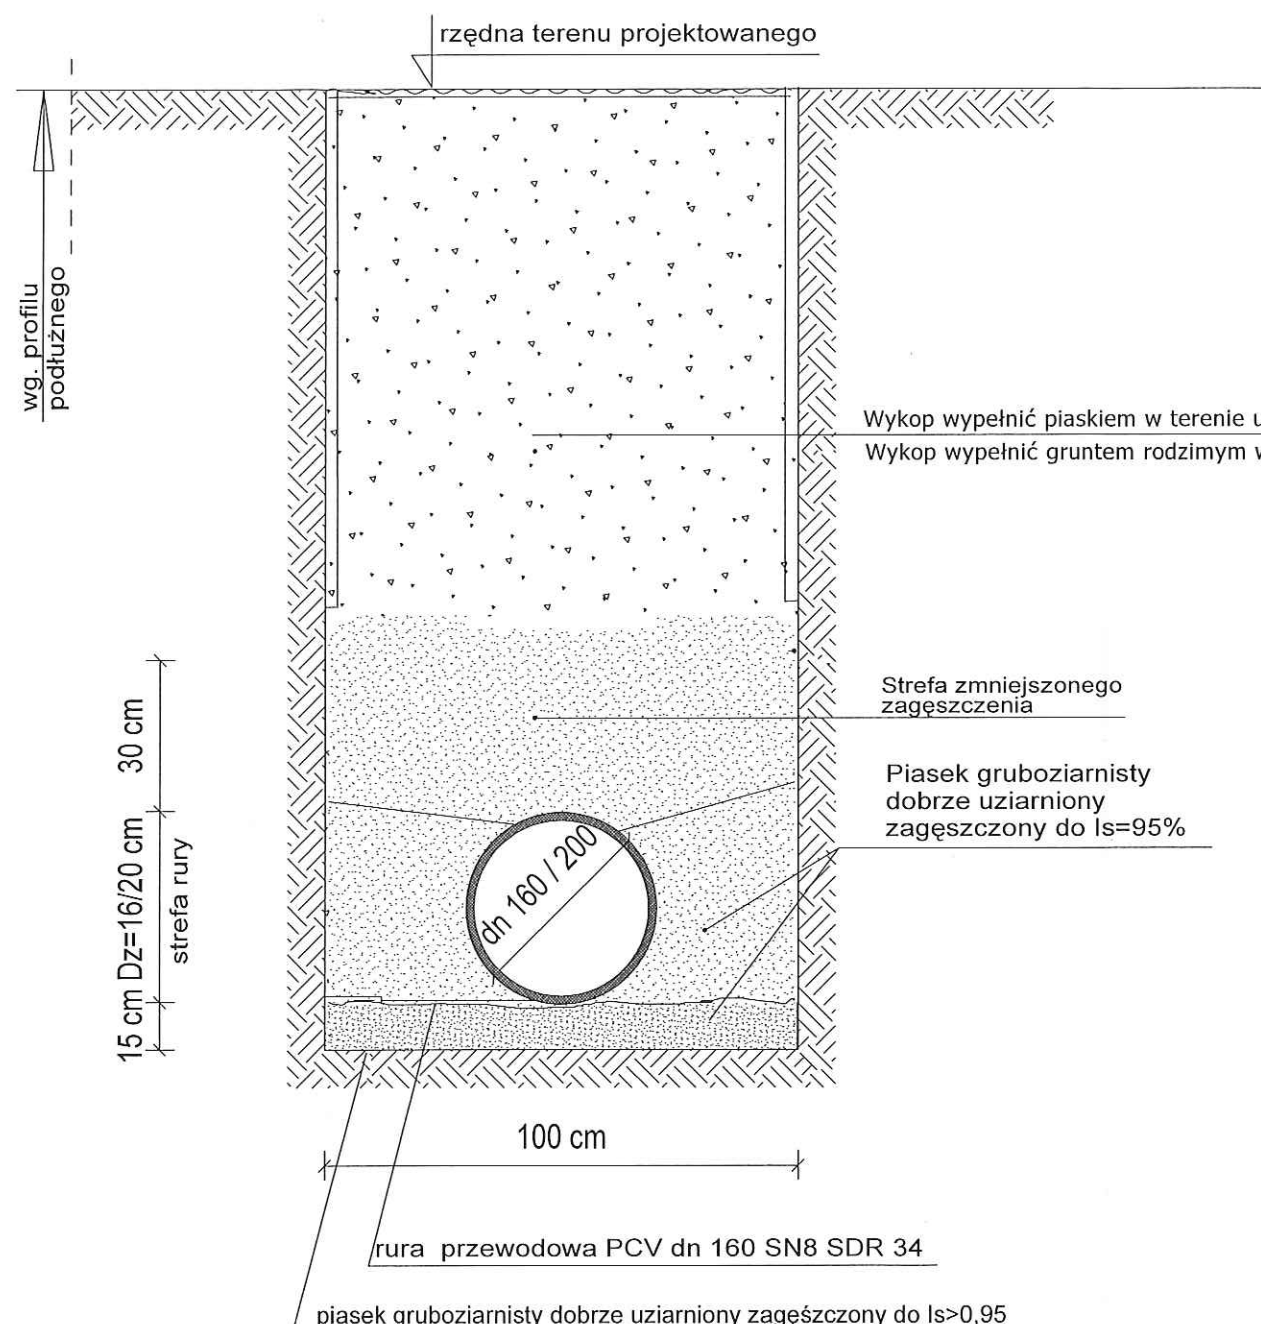 rzędna terenu projektowanego
wg. profilu
podłużnego
Wykop wypełnić piaskiem w terenie u
Wykop wypełnić gruntem rodzimym w
Strefa zmniejszonego
zagęszczenia
30 cm
Piasek gruboziarnisty
dobrze uziarniony
zagęszczony do Is=95%
Dz=16/20 cm
strefa rury
dn 160 / 200
15 cm
100 cm
rura przewodowa PCV dn 160 SN8 SDR 34
piasek gruboziarnisty dobrze uziarniony zagęśzczony do Is>0,95